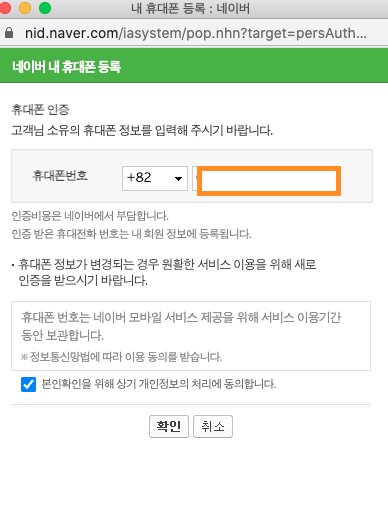 내 휴대폰 등록 : 네이버
nid.naver.com/iasystem/pop.nhn?target=persAuth...
네이버 내 휴대폰 등록
휴대폰 인증
고객님 소유의 휴대폰 정보를 입력해 주시기 바랍니다.
휴대폰번호 +82
인증비용은 네이버에서 부담합니다.
인증 받은 휴대전화 번호는 내 회원 정보에 등록됩니다.
· 휴대폰 정보가 변경되는 경우 원활한 서비스 이용을 위해 새로
인증을 받으시기 바랍니다.
휴대폰 번호는 네이버 모바일 서비스 제공을 위해 서비스 이용기간
동안 보관합니다.
※ 정보통신망법에 따라 이용 동의를 받습니다.
본인확인을 위해 상기 개인정보의 처리에 동의합니다.
확인 취소